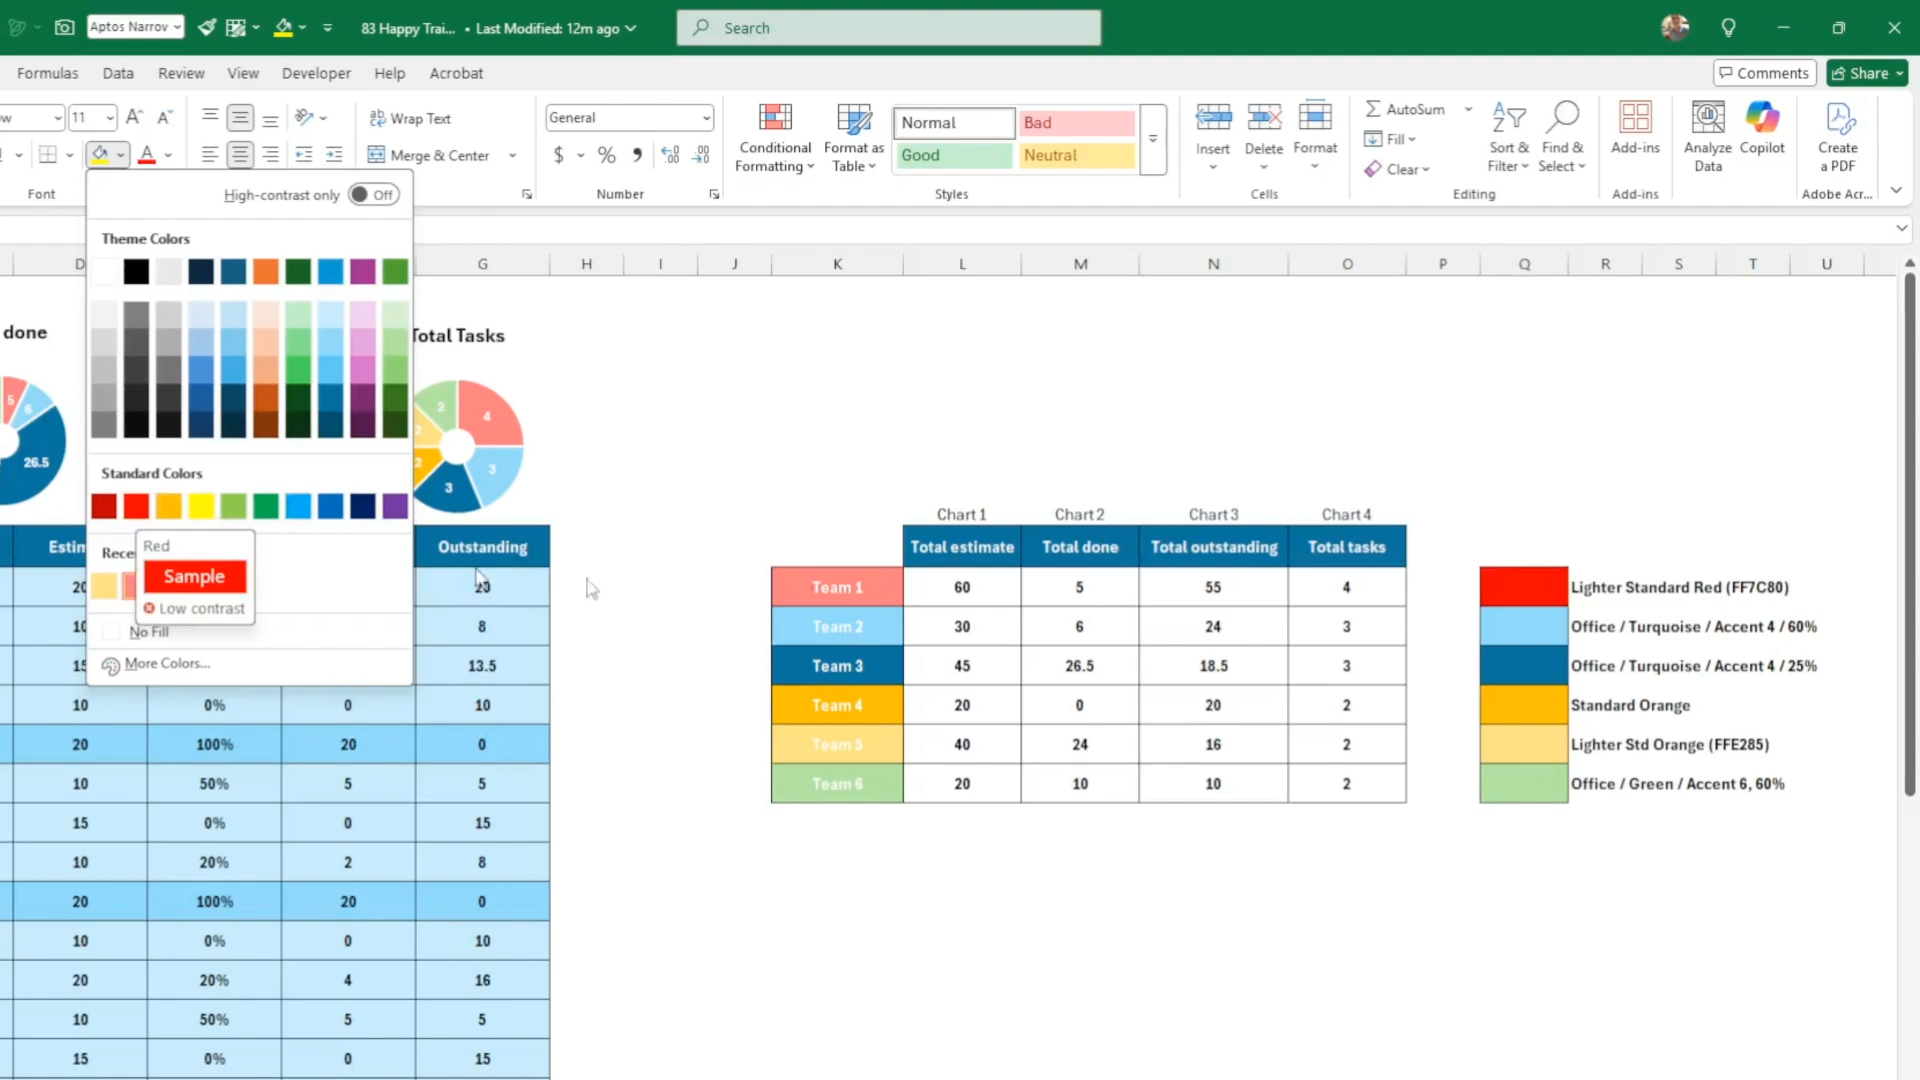 Aptos Narrov
83 Happy Trai... • Last Modified: 12m ago
Search
Formulas Data Review View Developer Help Acrobat
Comments Share
11
Wrap Text
General
Merge & Center
$ % 9
Conditional Formatting
Format as Table
Normal Bad
Good Neutral
Insert Delete Format
AutoSum
Fill
Clear
Sort & Filter
Find & Select
Add-ins
Analyze Data
Copilot
Create a PDF
Font Number Styles Cells Editing Add-ins Adobe Acr...
High-contrast only Off
Theme Colors
Standard Colors
Red
Sample
Low contrast
No Fill
More Colors...
D G H I J K L M N O P Q R S T U
done
5 6 26.5
Total Tasks
4 3 3 2 2 2
Chart 1 Chart 2 Chart 3 Chart 4
Outstanding
Total estimate Total done Total outstanding Total tasks
Team 1 60 5 55 4 Lighter Standard Red (FF7C80)
8 Team 2 30 6 24 3 Office / Turquoise / Accent 4 / 60%
13.5 Team 3 45 26.5 18.5 3 Office / Turquoise / Accent 4 / 25%
10 0% 0 10 Team 4 20 0 20 2 Standard Orange
20 100% 20 0 Team 5 40 24 16 2 Lighter Std Orange (FFE285)
10 50% 5 5 Team 6 20 10 10 2 Office / Green / Accent 6, 60%
15 0% 0 15
10 20% 2 8
20 100% 20 0
10 0% 0 10
20 20% 4 16
10 50% 5 5
15 0% 0 15